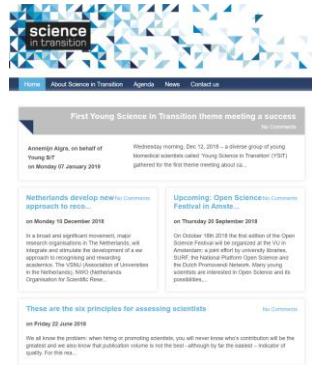 science
in transition
Home About Science in Transition Agenda News Contact us
First Young Science in Transition theme meeting a success
No Comments
Annemijn Algra, on behalf of
Young SiT
on Monday 07 January 2019
Wednesday morning, Dec 12, 2018 – a diverse group of young
biomedical scientists called 'Young Science in Transition' (YSIT)
gathered for the first theme meeting about ca...
Netherlands develop new No Comments
approach to reco...
on Monday 10 December 2018
In a broad and significant movement, major
research organisations in The Netherlands, will
integrate and stimulate the development of a ew
approach to recognising and rewarding
academics. The VSNU (Association of Universities
in the Netherlands), NWO (Netherlands
Organisation for Scientific Rese...
Upcoming: Open Science No Comments
Festival in Amste...
on Thursday 20 September 2018
On October 18th 2018 the first edition of the Open
Science Festival will be organized at the VU in
Amsterdam; a joint effort by university libraries,
SURF, the National Platform Open Science and
the Dutch Promovendi Network. Many young
scientists are interested in Open Science and its
possibilities,...
These are the six principles for assessing scientists No Comments
on Friday 22 June 2018
We all know the problem: when hiring or promoting scientists, you will never know who's contribution will be the
greatest and we also know that publication volume is not the best –although by far the easiest – indicator of
quality. For this rea...